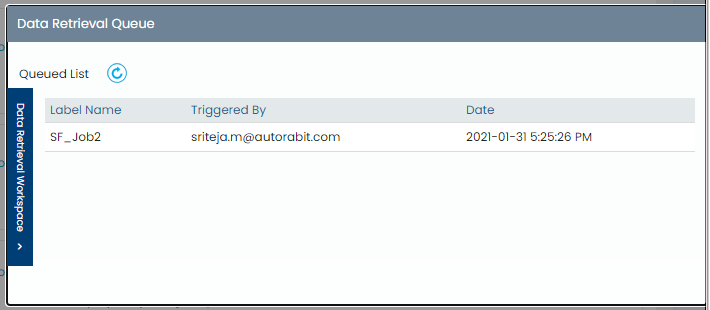 Data Retrieval Queue
Queued List
Data Retrieval Workspace
Label Name Triggered By Date
SF_Job2 sriteja.m@autorabit.com 2021-01-31 5:25:26 PM